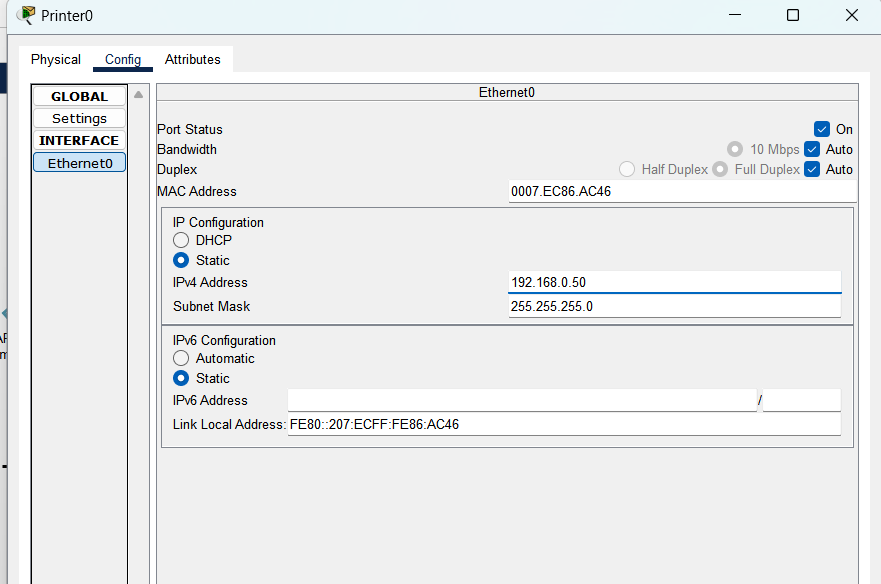 Printer0
Physical Config Attributes
GLOBAL
Settings
INTERFACE
Ethernet0
Ethernet0
Port Status On
Bandwidth 10 Mbps Auto
Duplex Half Duplex Full Duplex Auto
MAC Address 0007.EC86.AC46
IP Configuration
DHCP
Static
IPv4 Address 192.168.0.50
Subnet Mask 255.255.255.0
IPv6 Configuration
Automatic
Static
IPv6 Address /
Link Local Address: FE80::207:ECFF:FE86:AC46